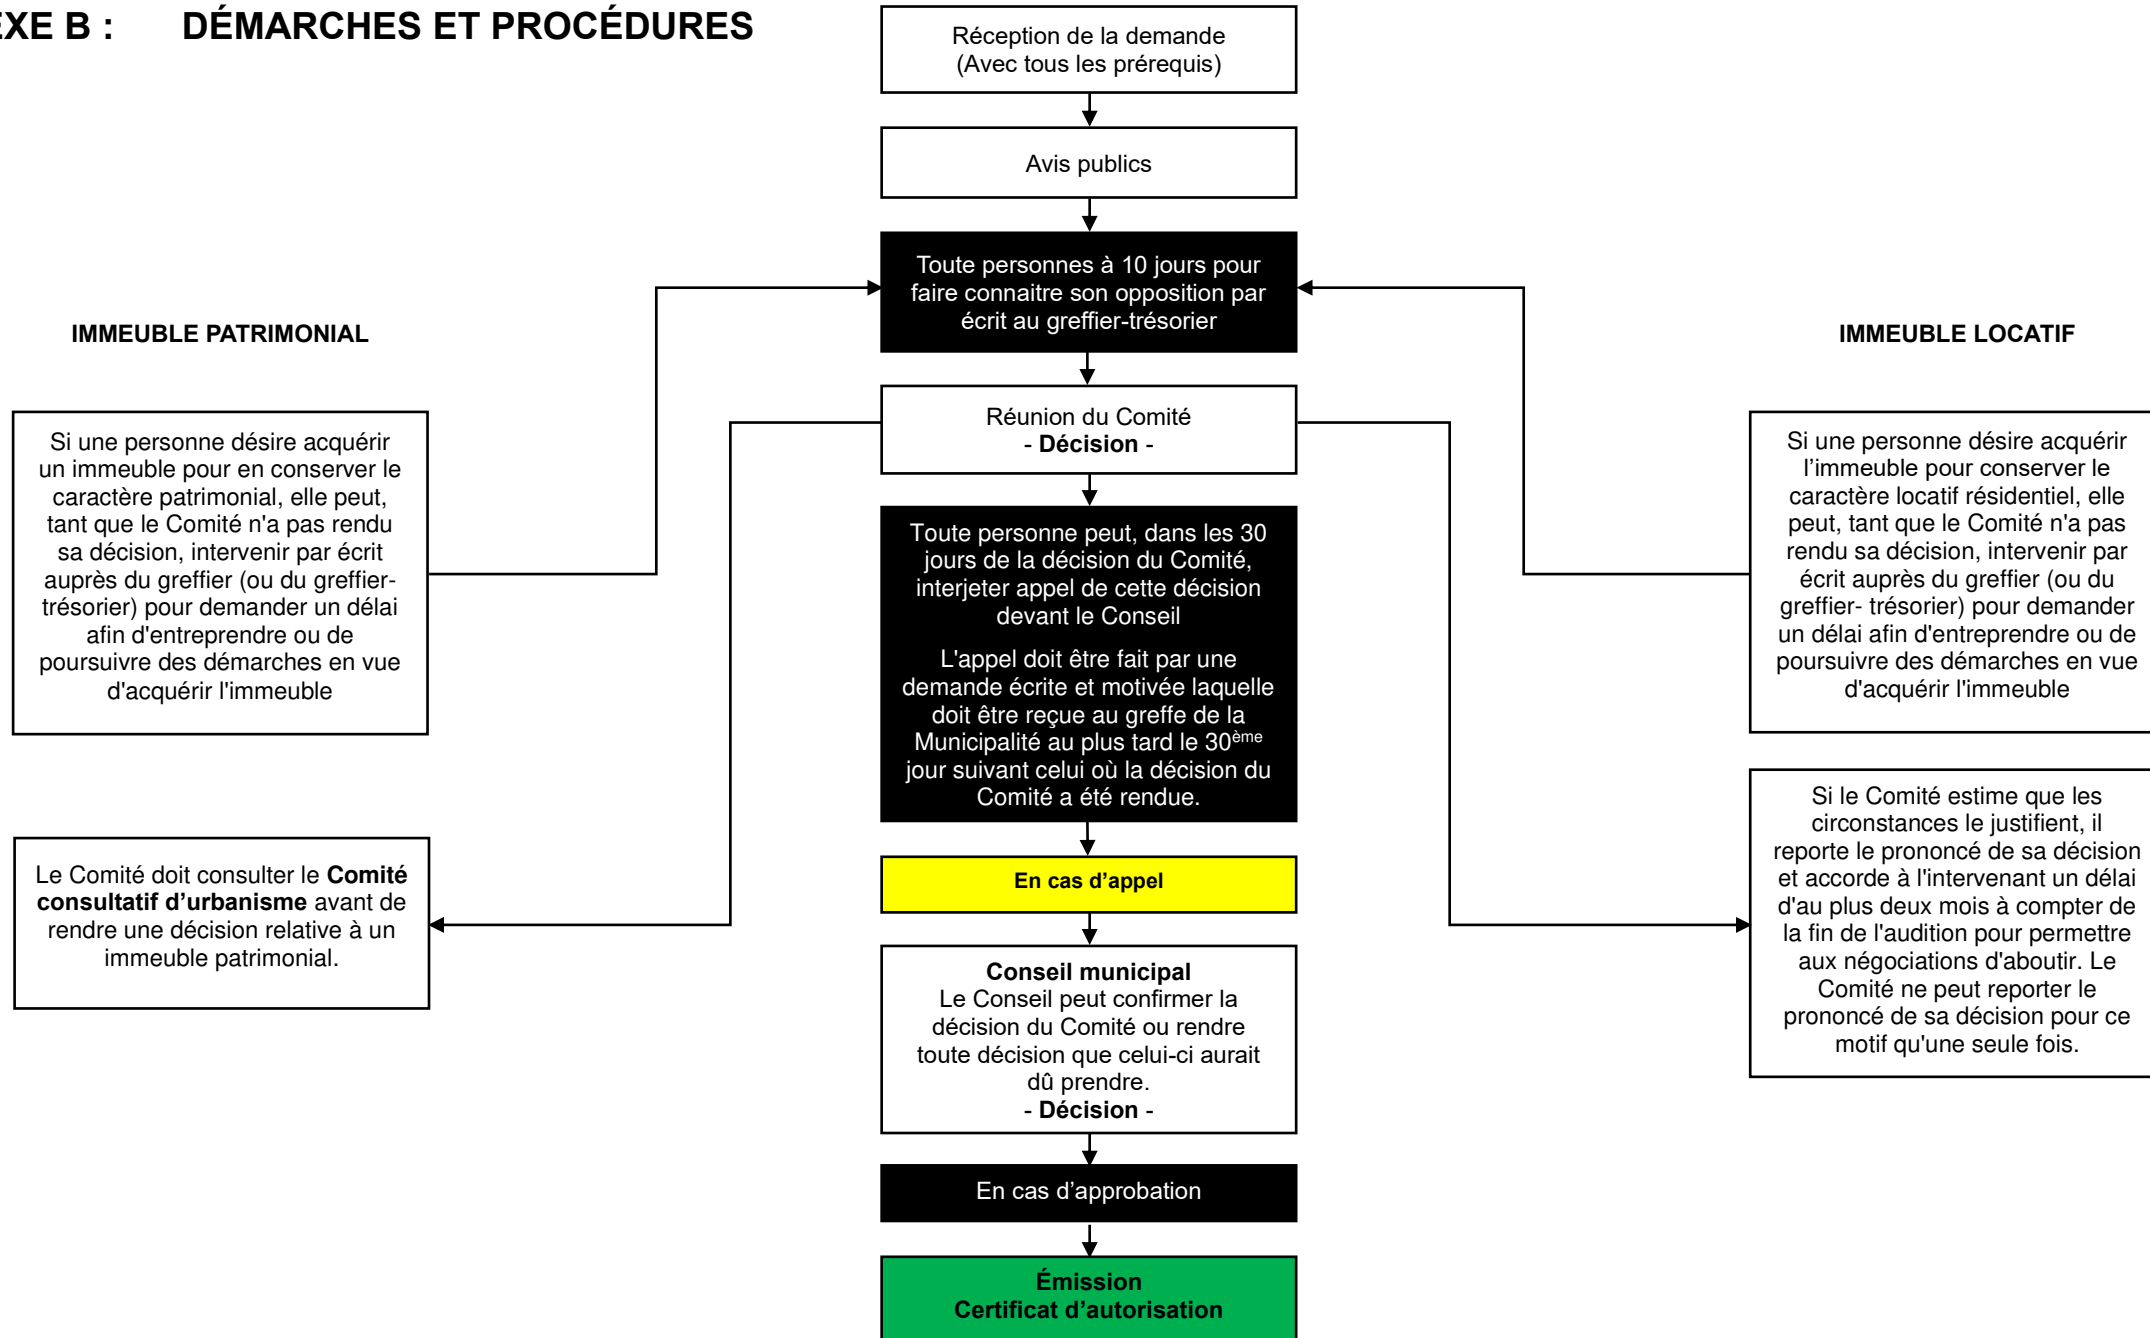 EXE B : DÉMARCHES ET PROCÉDURES
Réception de la demande
(Avec tous les prérequis)
Avis publics
Toute personnes à 10 jours pour
faire connaitre son opposition par
écrit au greffier-trésorier
IMMEUBLE PATRIMONIAL
IMMEUBLE LOCATIF
Réunion du Comité
- Décision -
Si une personne désire acquérir
un immeuble pour en conserver le
caractère patrimonial, elle peut,
tant que le Comité n'a pas rendu
sa décision, intervenir par écrit
auprès du greffier (ou du greffier-
trésorier) pour demander un délai
afin d'entreprendre ou de
poursuivre des démarches en vue
d'acquérir l'immeuble
Si une personne désire acquérir
l’immeuble pour conserver le
caractère locatif résidentiel, elle
peut, tant que le Comité n'a pas
rendu sa décision, intervenir par
écrit auprès du greffier (ou du
greffier- trésorier) pour demander
un délai afin d'entreprendre ou de
poursuivre des démarches en vue
d'acquérir l'immeuble
Toute personne peut, dans les 30
jours de la décision du Comité,
interjeter appel de cette décision
devant le Conseil
L'appel doit être fait par une
demande écrite et motivée laquelle
doit être reçue au greffe de la
Municipalité au plus tard le 30ème
jour suivant celui où la décision du
Comité a été rendue.
Le Comité doit consulter le Comité
consultatif d’urbanisme avant de
rendre une décision relative à un
immeuble patrimonial.
Si le Comité estime que les
circonstances le justifient, il
reporte le prononcé de sa décision
et accorde à l'intervenant un délai
d'au plus deux mois à compter de
la fin de l'audition pour permettre
aux négociations d'aboutir. Le
Comité ne peut reporter le
prononcé de sa décision pour ce
motif qu'une seule fois.
En cas d’appel
Conseil municipal
Le Conseil peut confirmer la
décision du Comité ou rendre
toute décision que celui-ci aurait
dû prendre.
- Décision -
En cas d’approbation
Émission
Certificat d’autorisation